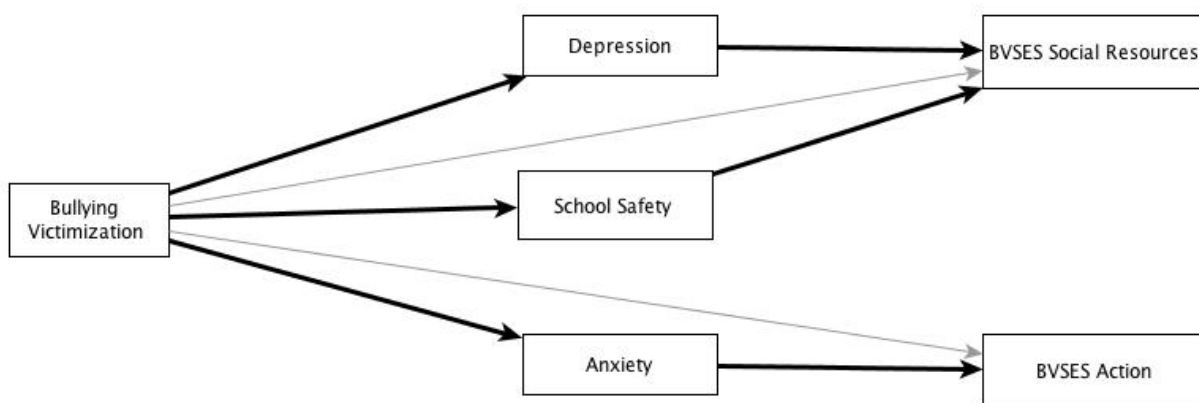 Depression
BVSES Social Resources
Bullying
Victimization
School Safety
Anxiety
BVSES Action